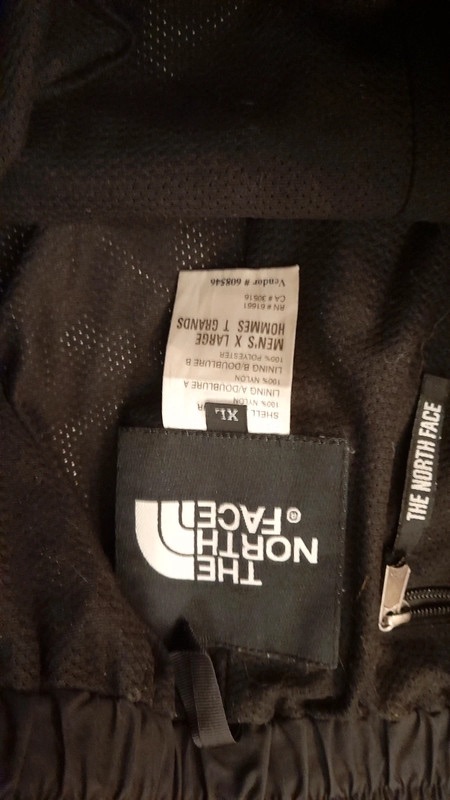 THE
NORTH
FACE®
XL
SHELL
100% NYLON
LINING A/DOUBLURE A
100% NYLON
LINING B/DOUBLURE B
100% POLYESTER
MEN'S X LARGE
HOMMES T GRANDS
RN # 61661
CA # 30516
Vendor # 608546
THE NORTH FACE